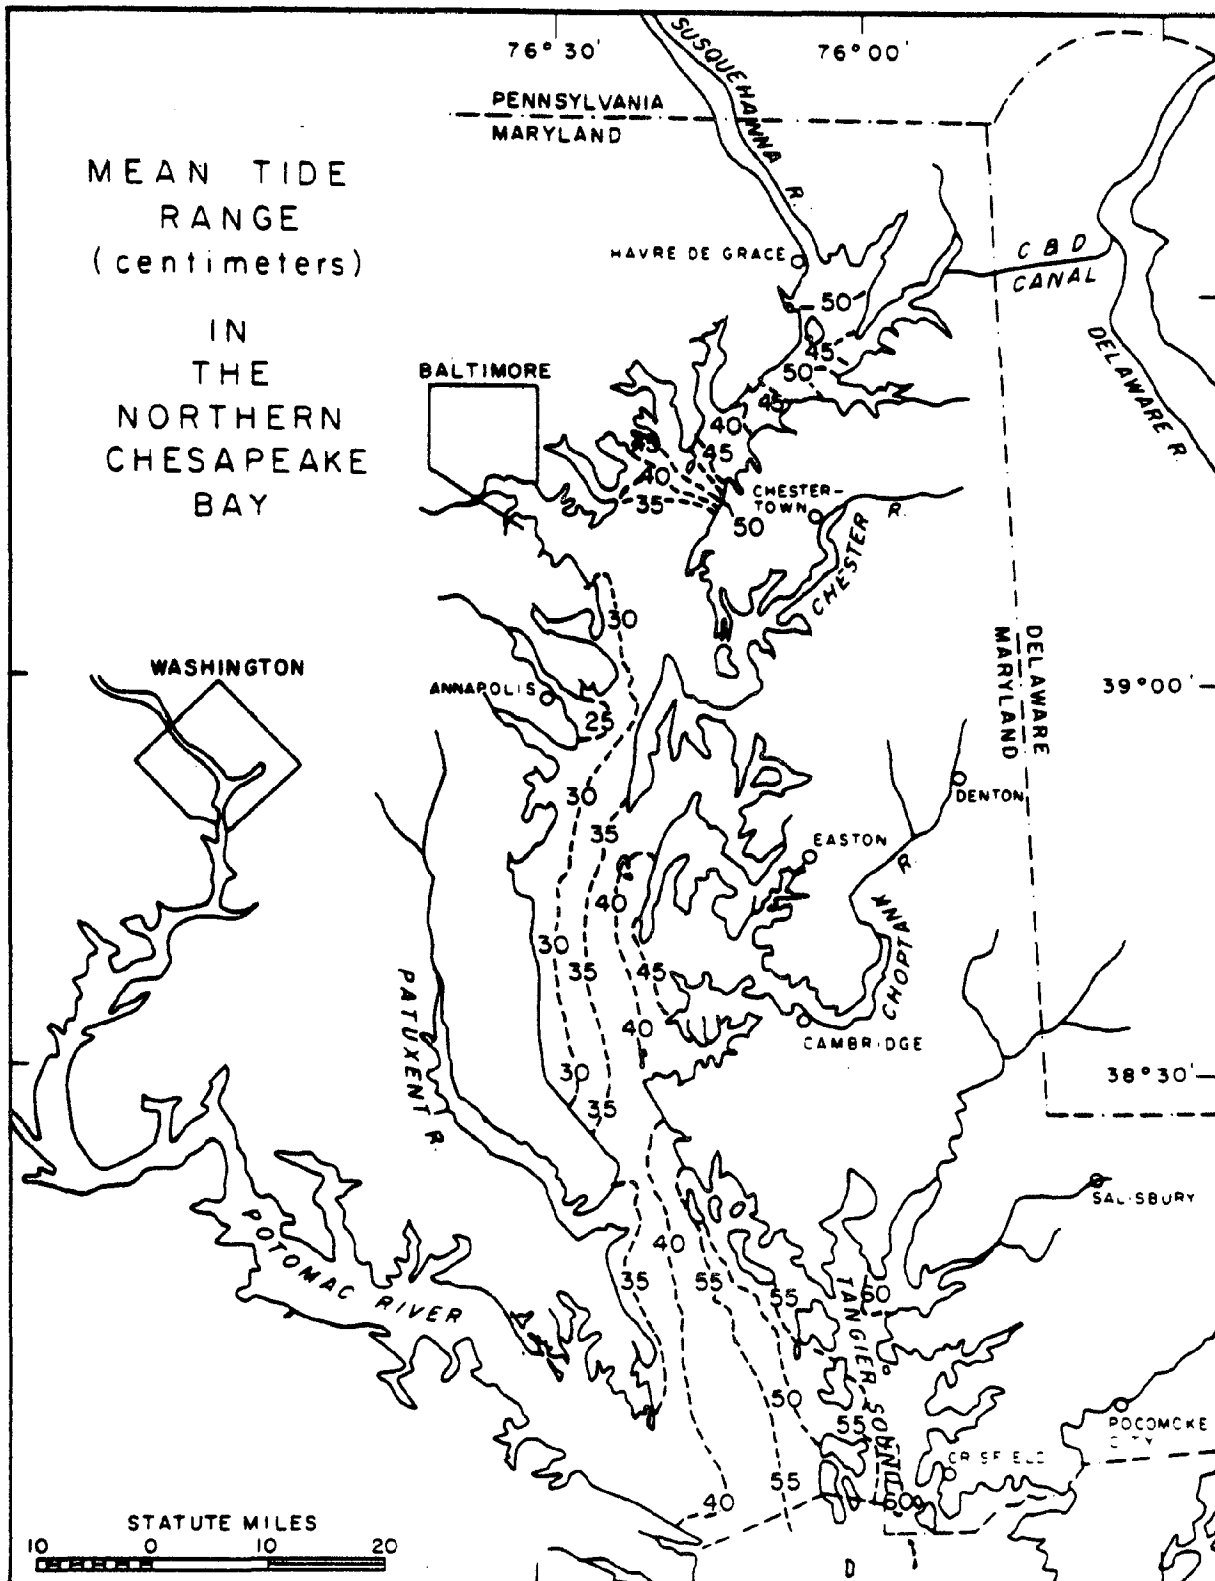 76° 30'
76° 00'
SUSQUEHANNA R.
PENNSYLVANIA
MARYLAND
MEAN TIDE
RANGE
(centimeters)
IN
THE
NORTHERN
CHESAPEAKE
BAY
HAVRE DE GRACE
C B D
CANAL
DELAWARE R.
50
45
50
BALTIMORE
45
40
45
45
40
35
50
CHESTER-
TOWN
CHESTER R.
30
DELAWARE
MARYLAND
WASHINGTON
ANNAPOLIS
39° 00'
25
30
DENTON
35
EASTON
40
CHOPTANK R.
30
35
45
PATUXENT R.
40
CAMBRIDGE
30
38° 30'
35
SALISBURY
POTOMAC RIVER
40
35
55
55
60
TANGIER SOUND
50
55
POCOMOKE
CITY
CRISFIELD
55
40
60
STATUTE MILES
10 0 10 20
D